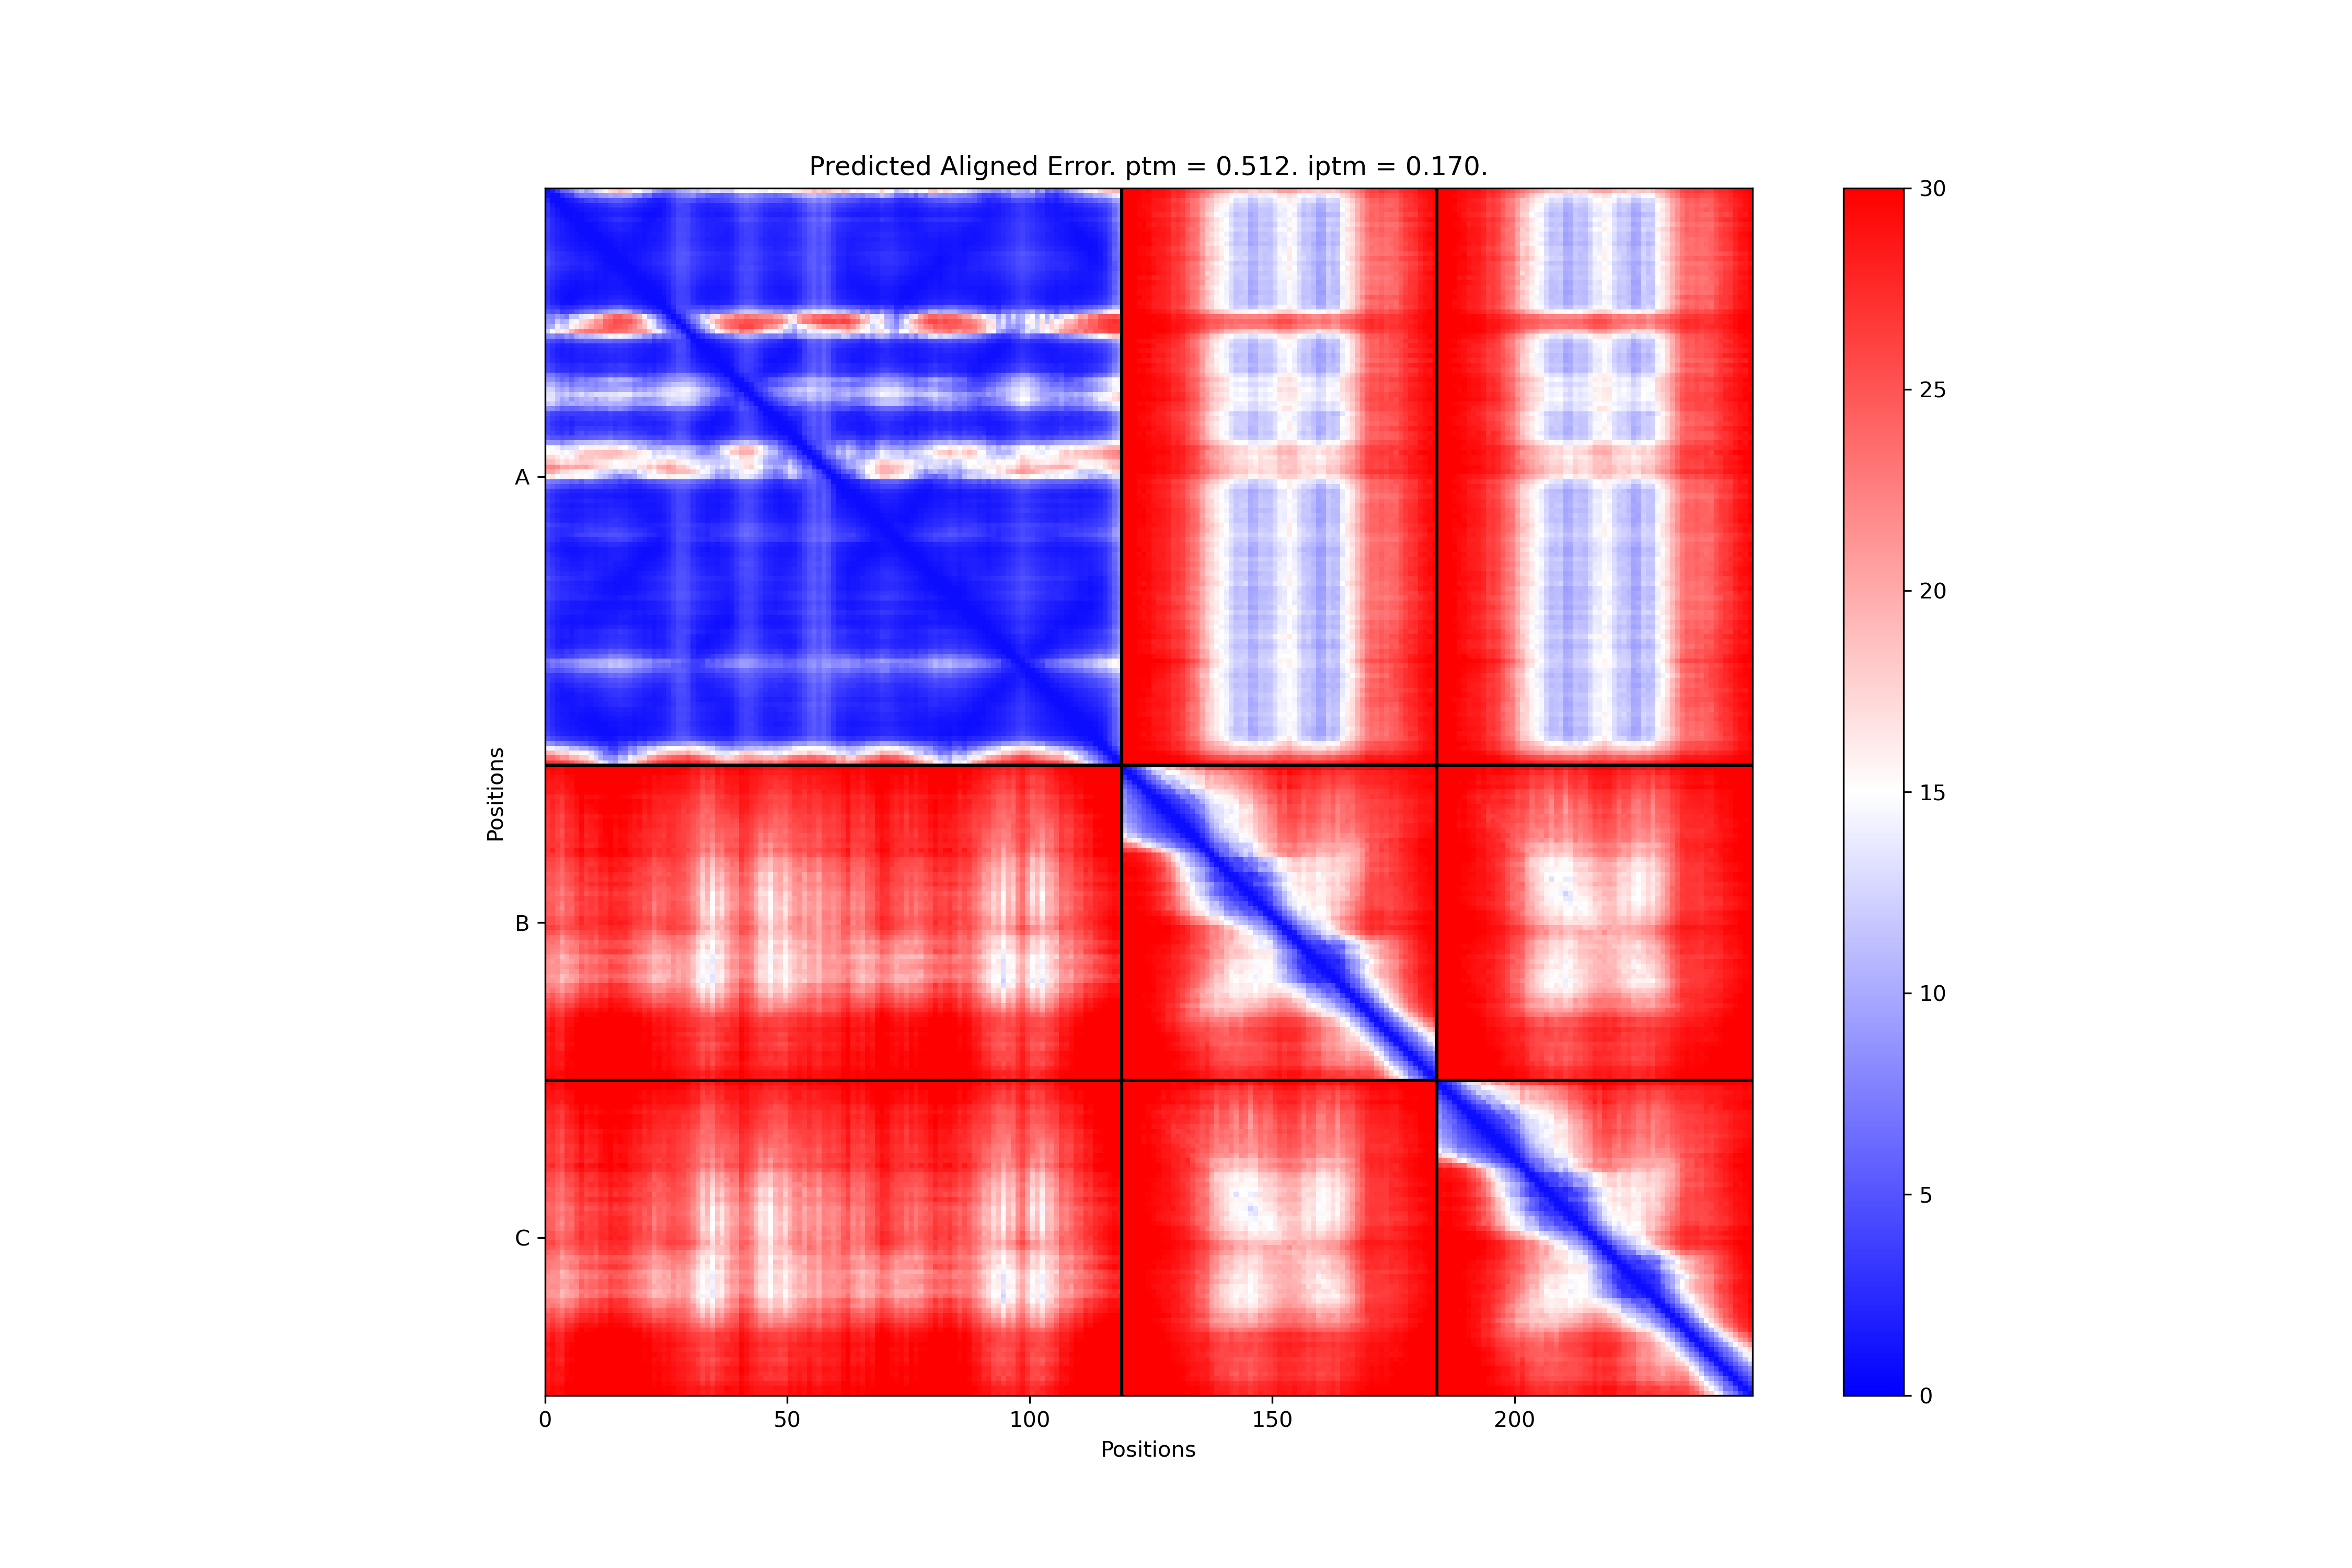 Predicted Aligned Error. ptm = 0.512. iptm = 0.170.
A
B
C
Positions
0 50 100 150 200
Positions
30
25
20
15
10
5
0